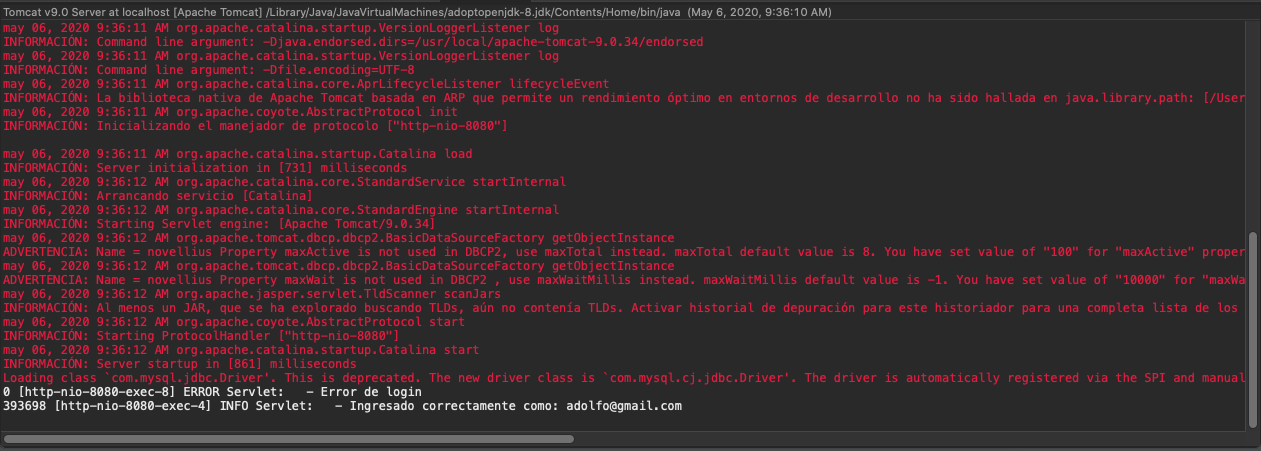 Tomcat v9.0 Server at localhost [Apache Tomcat] /Library/Java/JavaVirtualMachines/adoptopenjdk-8.jdk/Contents/Home/bin/java (May 6, 2020, 9:36:10 AM)
may 06, 2020 9:36:11 AM org.apache.catalina.startup.VersionLoggerListener log
INFORMACIÓN: Command line argument: -Djava.endorsed.dirs=/usr/local/apache-tomcat-9.0.34/endorsed
may 06, 2020 9:36:11 AM org.apache.catalina.startup.VersionLoggerListener log
INFORMACIÓN: Command line argument: -Dfile.encoding=UTF-8
may 06, 2020 9:36:11 AM org.apache.catalina.core.AprLifecycleListener lifecycleEvent
INFORMACIÓN: La biblioteca nativa de Apache Tomcat basada en ARP que permite un rendimiento óptimo en entornos de desarrollo no ha sido hallada en java.library.path: [/User
may 06, 2020 9:36:11 AM org.apache.coyote.AbstractProtocol init
INFORMACIÓN: Inicializando el manejador de protocolo ["http-nio-8080"]
may 06, 2020 9:36:11 AM org.apache.catalina.startup.Catalina load
INFORMACIÓN: Server initialization in [731] milliseconds
may 06, 2020 9:36:12 AM org.apache.catalina.core.StandardService startInternal
INFORMACIÓN: Arrancando servicio [Catalina]
may 06, 2020 9:36:12 AM org.apache.catalina.core.StandardEngine startInternal
INFORMACIÓN: Starting Servlet engine: [Apache Tomcat/9.0.34]
may 06, 2020 9:36:12 AM org.apache.tomcat.dbcp.dbcp2.BasicDataSourceFactory getObjectInstance
ADVERTENCIA: Name = novellius Property maxActive is not used in DBCP2, use maxTotal instead. maxTotal default value is 8. You have set value of "100" for "maxActive" proper
may 06, 2020 9:36:12 AM org.apache.tomcat.dbcp.dbcp2.BasicDataSourceFactory getObjectInstance
ADVERTENCIA: Name = novellius Property maxWait is not used in DBCP2 , use maxWaitMillis instead. maxWaitMillis default value is -1. You have set value of "10000" for "maxWa
may 06, 2020 9:36:12 AM org.apache.jasper.servlet.TldScanner scanJars
INFORMACIÓN: Al menos un JAR, que se ha explorado buscando TLDs, aún no contenía TLDs. Activar historial de depuración para este historiador para una completa lista de los
may 06, 2020 9:36:12 AM org.apache.coyote.AbstractProtocol start
INFORMACIÓN: Starting ProtocolHandler ["http-nio-8080"]
may 06, 2020 9:36:12 AM org.apache.catalina.startup.Catalina start
INFORMACIÓN: Server startup in [861] milliseconds
Loading class `com.mysql.jdbc.Driver'. This is deprecated. The new driver class is `com.mysql.cj.jdbc.Driver'. The driver is automatically registered via the SPI and manual
0 [http-nio-8080-exec-8] ERROR Servlet:   - Error de login
393698 [http-nio-8080-exec-4] INFO Servlet:   - Ingresado correctamente como: adolfo@gmail.com